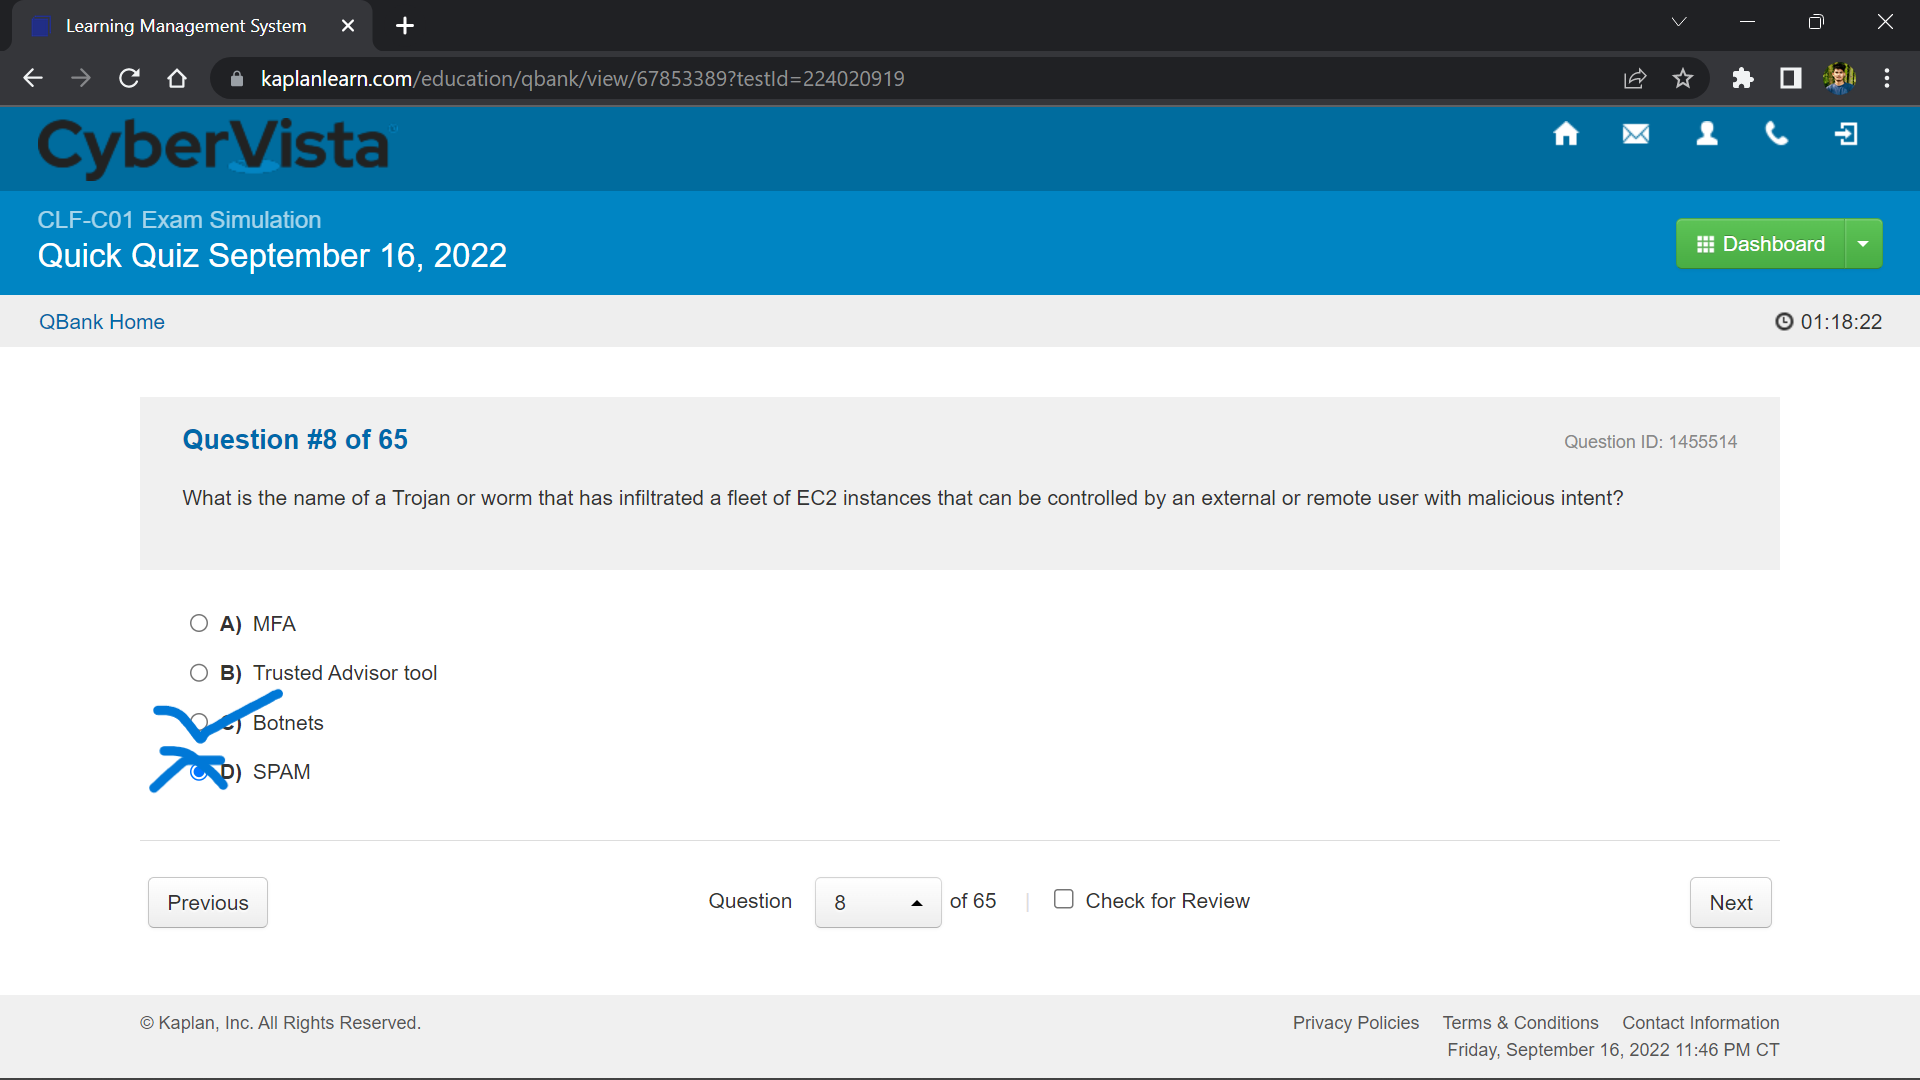 Learning Management System
kaplanlearn.com/education/qbank/view/67853389?testId=224020919
CyberVista
CLF-C01 Exam Simulation
Quick Quiz September 16, 2022
Dashboard
QBank Home
01:18:22
Question #8 of 65
Question ID: 1455514
What is the name of a Trojan or worm that has infiltrated a fleet of EC2 instances that can be controlled by an external or remote user with malicious intent?
A) MFA
B) Trusted Advisor tool
C) Botnets
D) SPAM
Previous
Question 8 of 65 | Check for Review
Next
© Kaplan, Inc. All Rights Reserved.
Privacy Policies Terms & Conditions Contact Information
Friday, September 16, 2022 11:46 PM CT